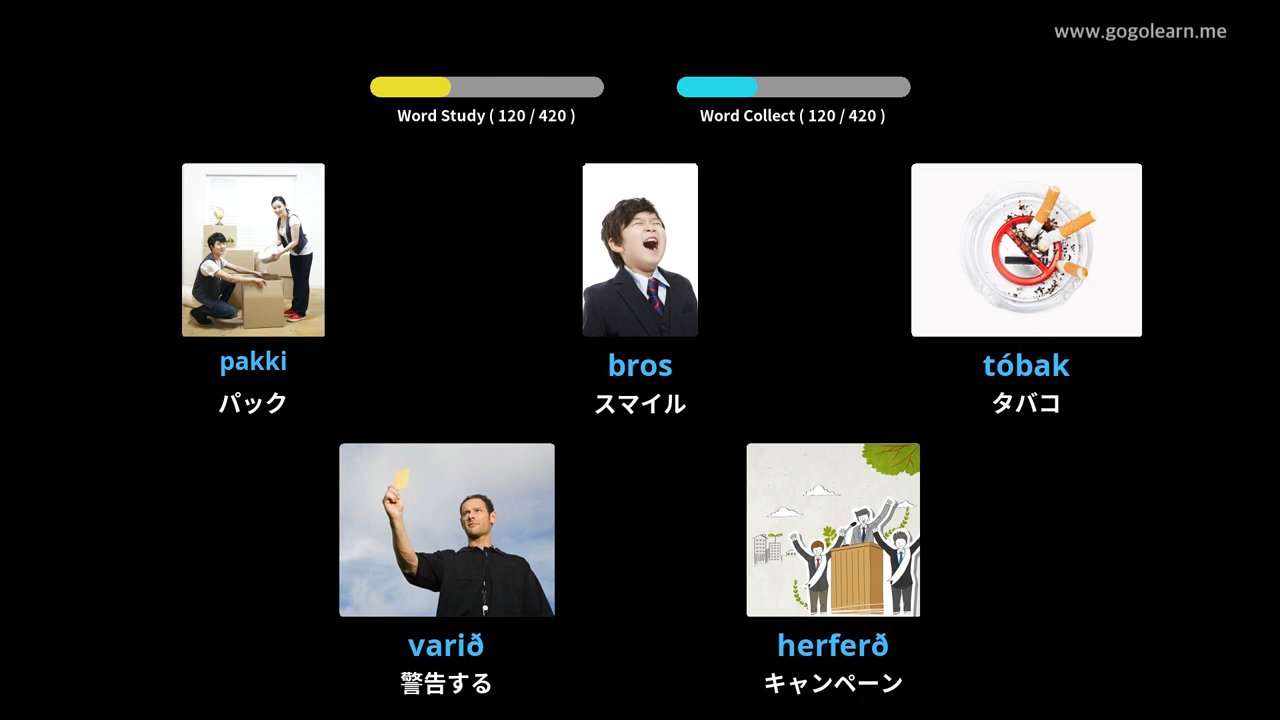 www.gogolearn.me
Word Study ( 120 / 420 )
Word Collect ( 120 / 420 )
pakki
パック
bros
スマイル
tóbak
タバコ
varið
警告する
herferð
キャンペーン